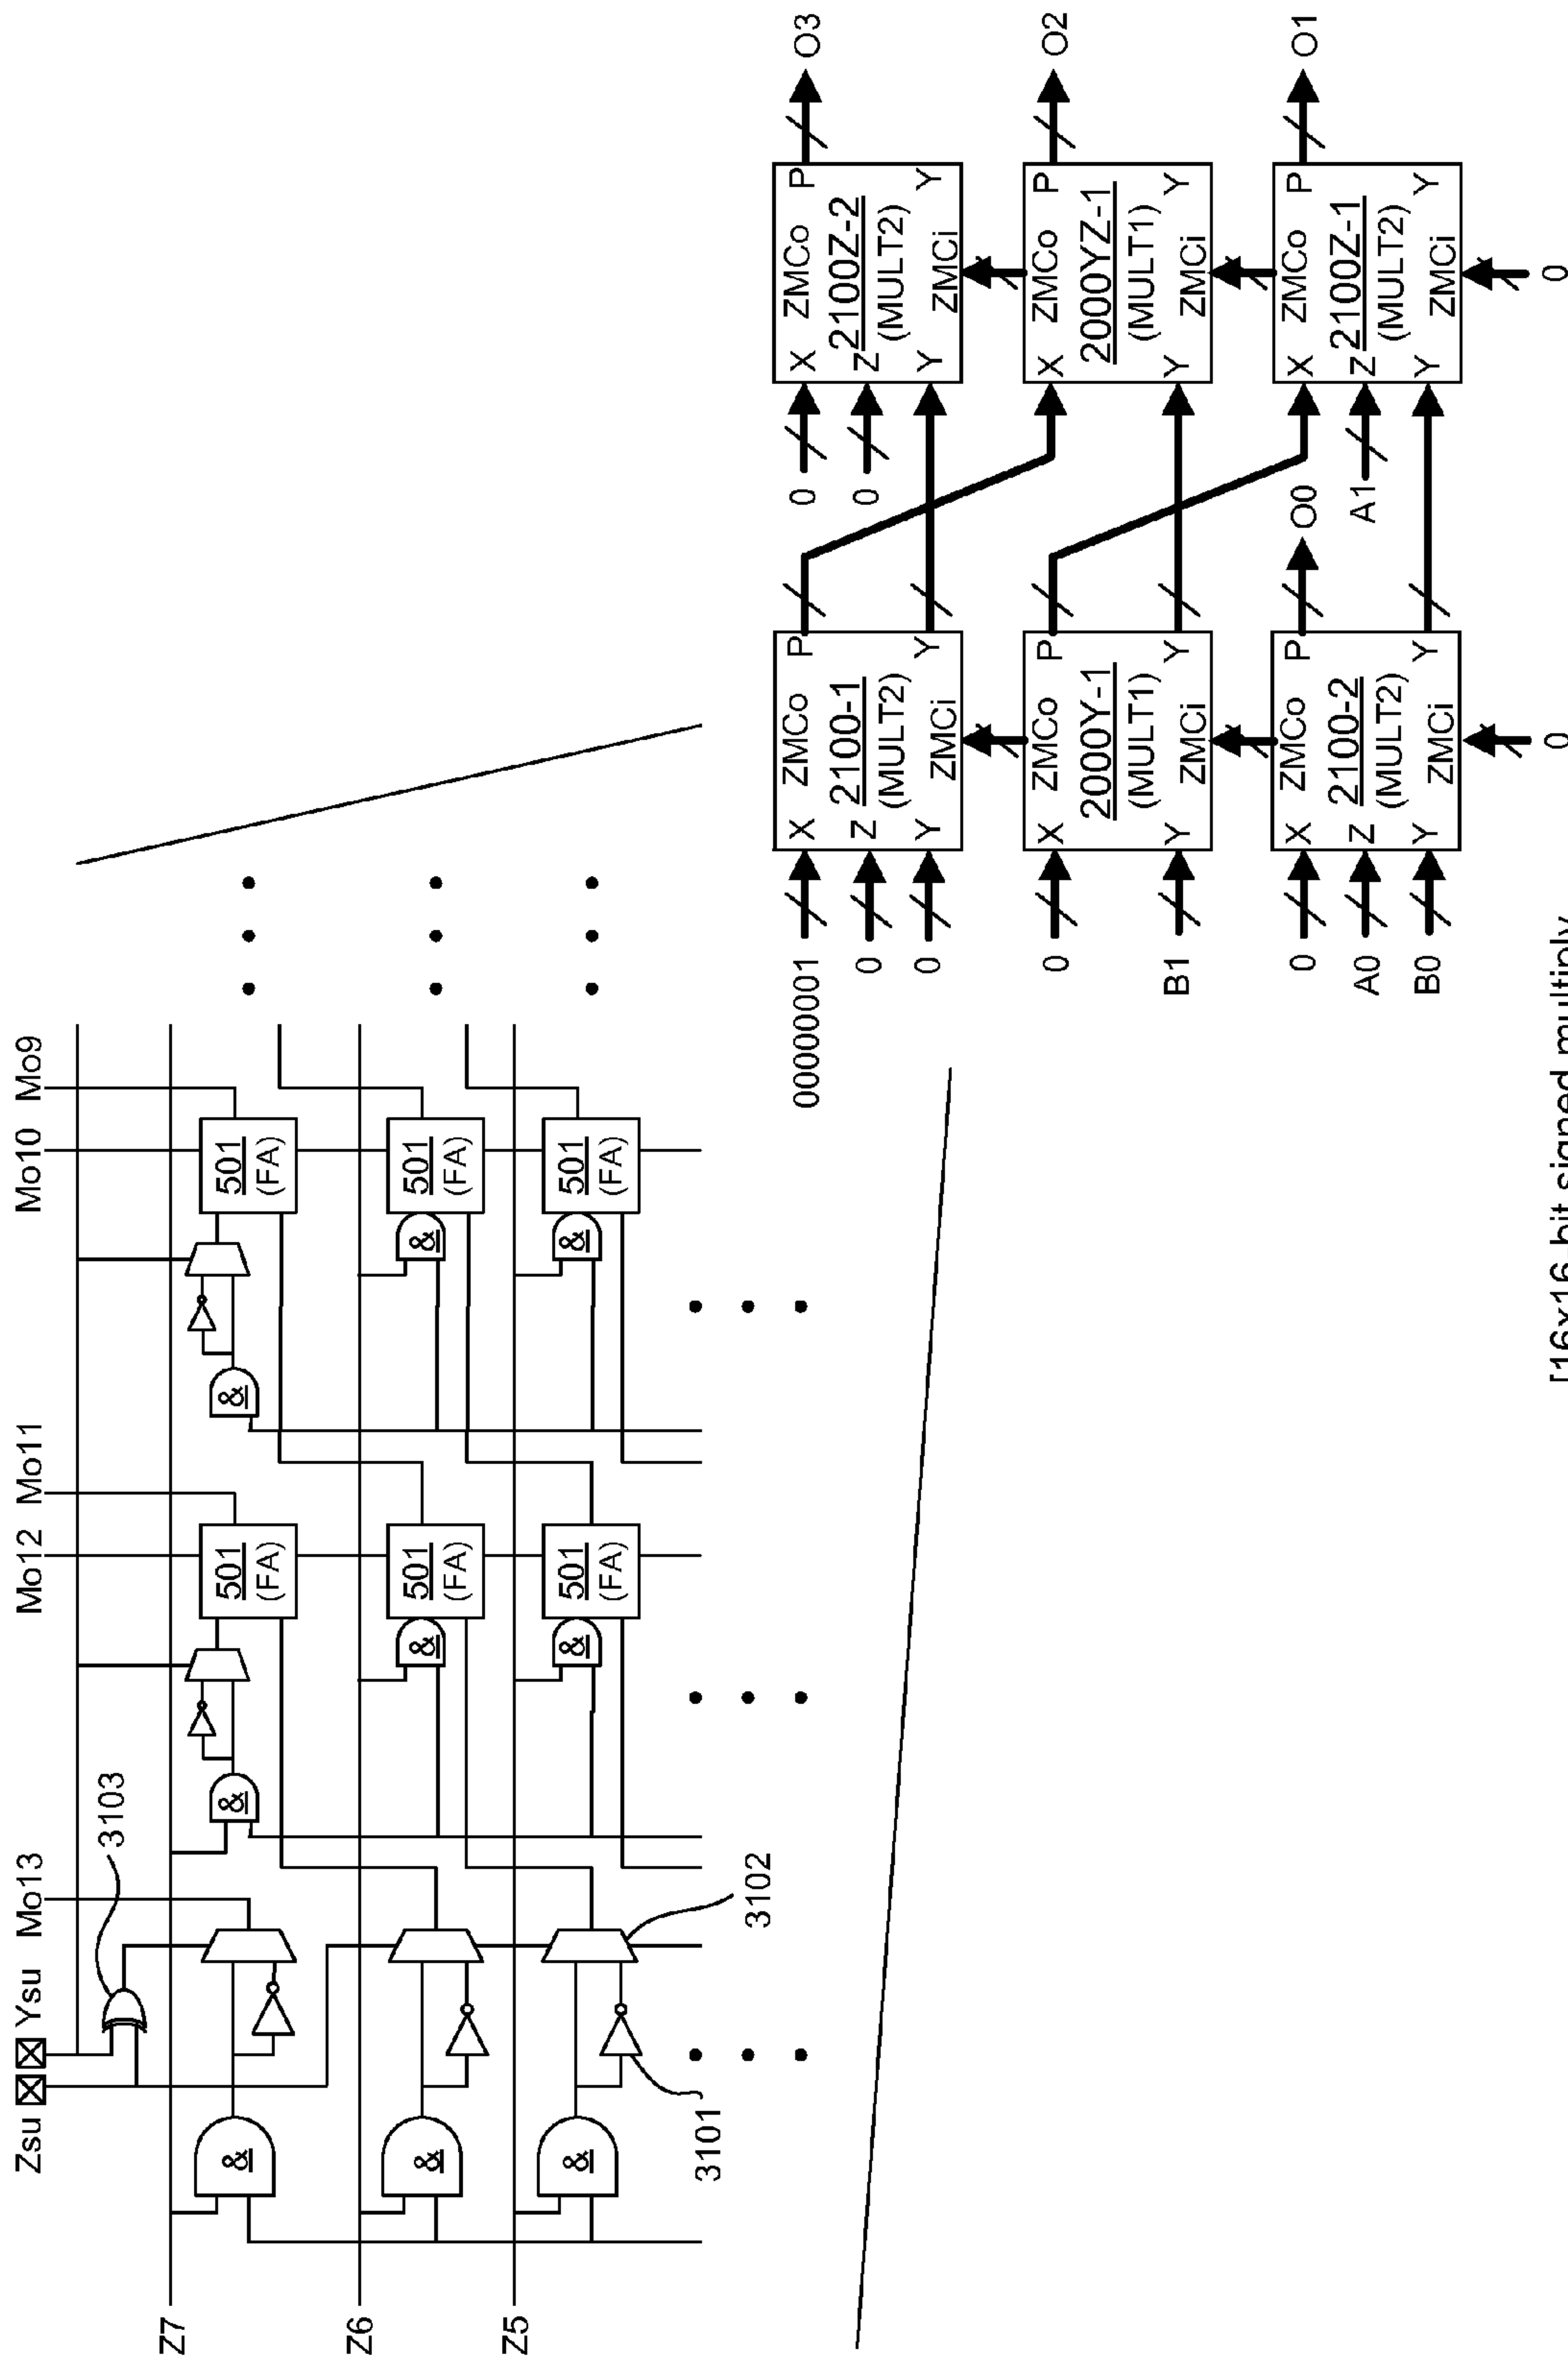 Zsu Ysu Mo13 Mo12 Mo11 Mo10 Mo9
3103
Z7
&
&
501
(FA)
&
501
(FA)
Z6
&
&
501
(FA)
&
501
(FA)
Z5
&
&
501
(FA)
&
501
(FA)
3101
3102
00000001
0
0
X ZMCo P
Z 2100-1
(MULT2)
Y ZMCi Y
0
0
X ZMCo P
Z 2100Z-2
(MULT2)
Y ZMCi Y
O3
0
B1
X ZMCo P
2000Y-1
(MULT1)
Y ZMCi Y
X ZMCo P
2000YZ-1
(MULT1)
Y ZMCi Y
O2
0
A0
B0
X ZMCo P
Z 2100-2
(MULT2)
Y ZMCi Y
O0
A1
X ZMCo P
Z 2100Z-1
(MULT2)
Y ZMCi Y
O1
0
0
[16x16-bit signed multiply